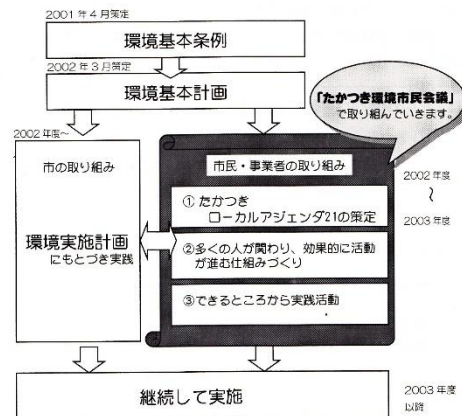 2001年4月策定
環境基本条例
2002年3月策定
環境基本計画
「たかつき環境市民会議」
で取り組んでいきます。
2002年度~
市の取り組み
環境実施計画
にもとづき実践
市民・事業者の取り組み
① たかつき
ローカルアジェンダ21の策定
②多くの人が関わり、効果的に活動
が進む仕組みづくり
③できるところから実践活動
2002年度
~
2003年度
継続して実施
2003年度
以降